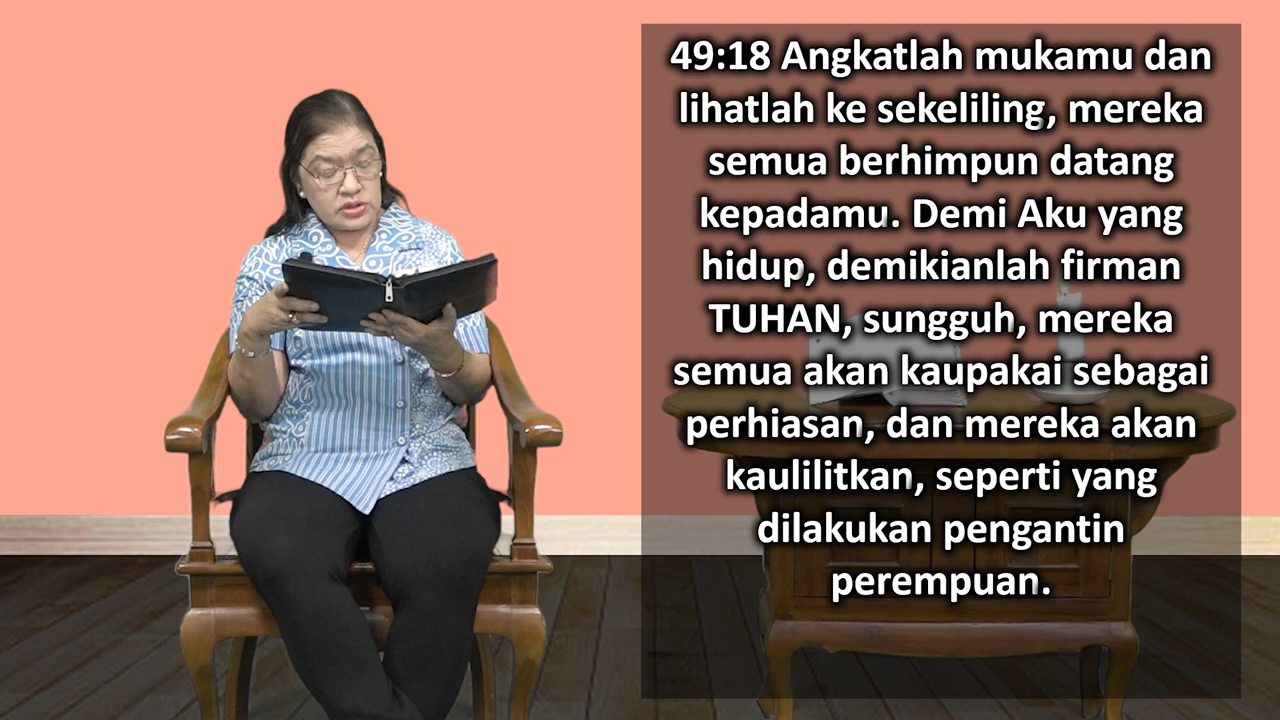 49:18 Angkatlah mukamu dan
lihatlah ke sekeliling, mereka
semua berhimpun datang
kepadamu. Demi Aku yang
hidup, demikianlah firman
TUHAN, sungguh, mereka
semua akan kaupakai sebagai
perhiasan, dan mereka akan
kaulilitkan, seperti yang
dilakukan pengantin
perempuan.